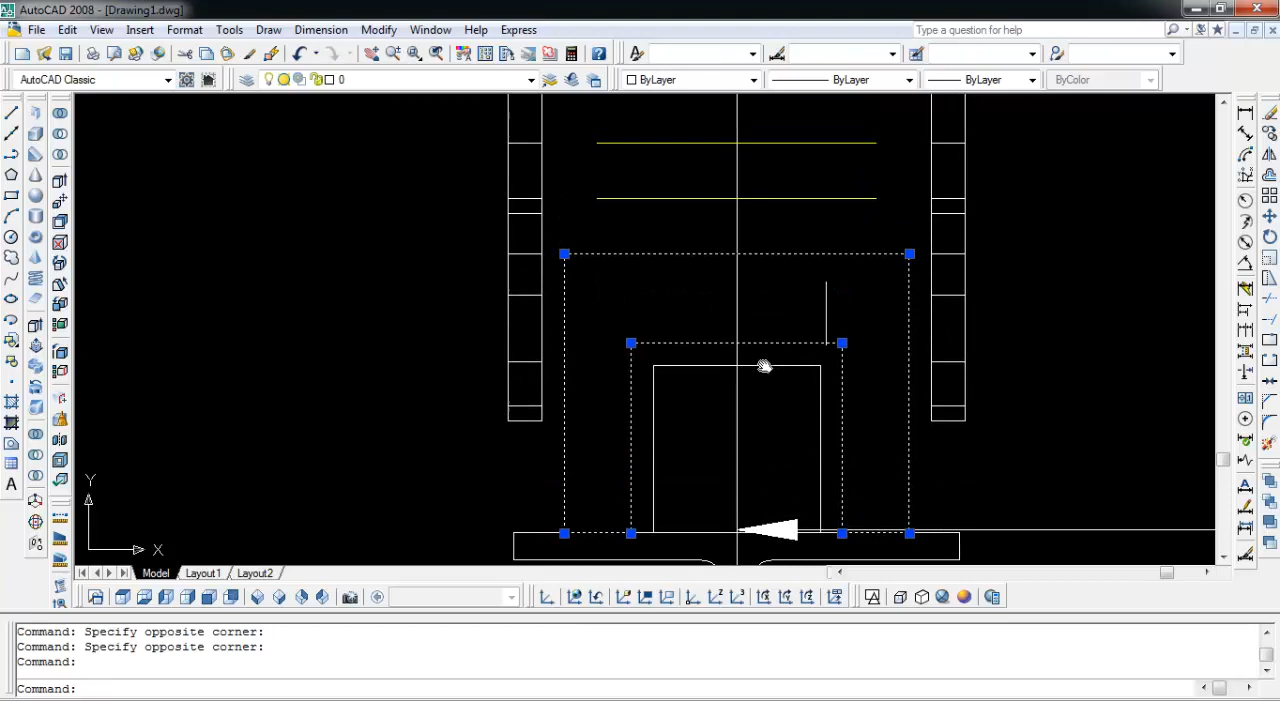 AutoCAD 2008 - [Drawing1.dwg]
File Edit View Insert Format Tools Draw Dimension Modify Window Help Express
Type a question for help
AutoCAD Classic
0
ByLayer
ByLayer
ByLayer
ByColor
A
Y
X
Model Layout1 Layout2
Command: Specify opposite corner:
Command: Specify opposite corner:
Command:
Command: